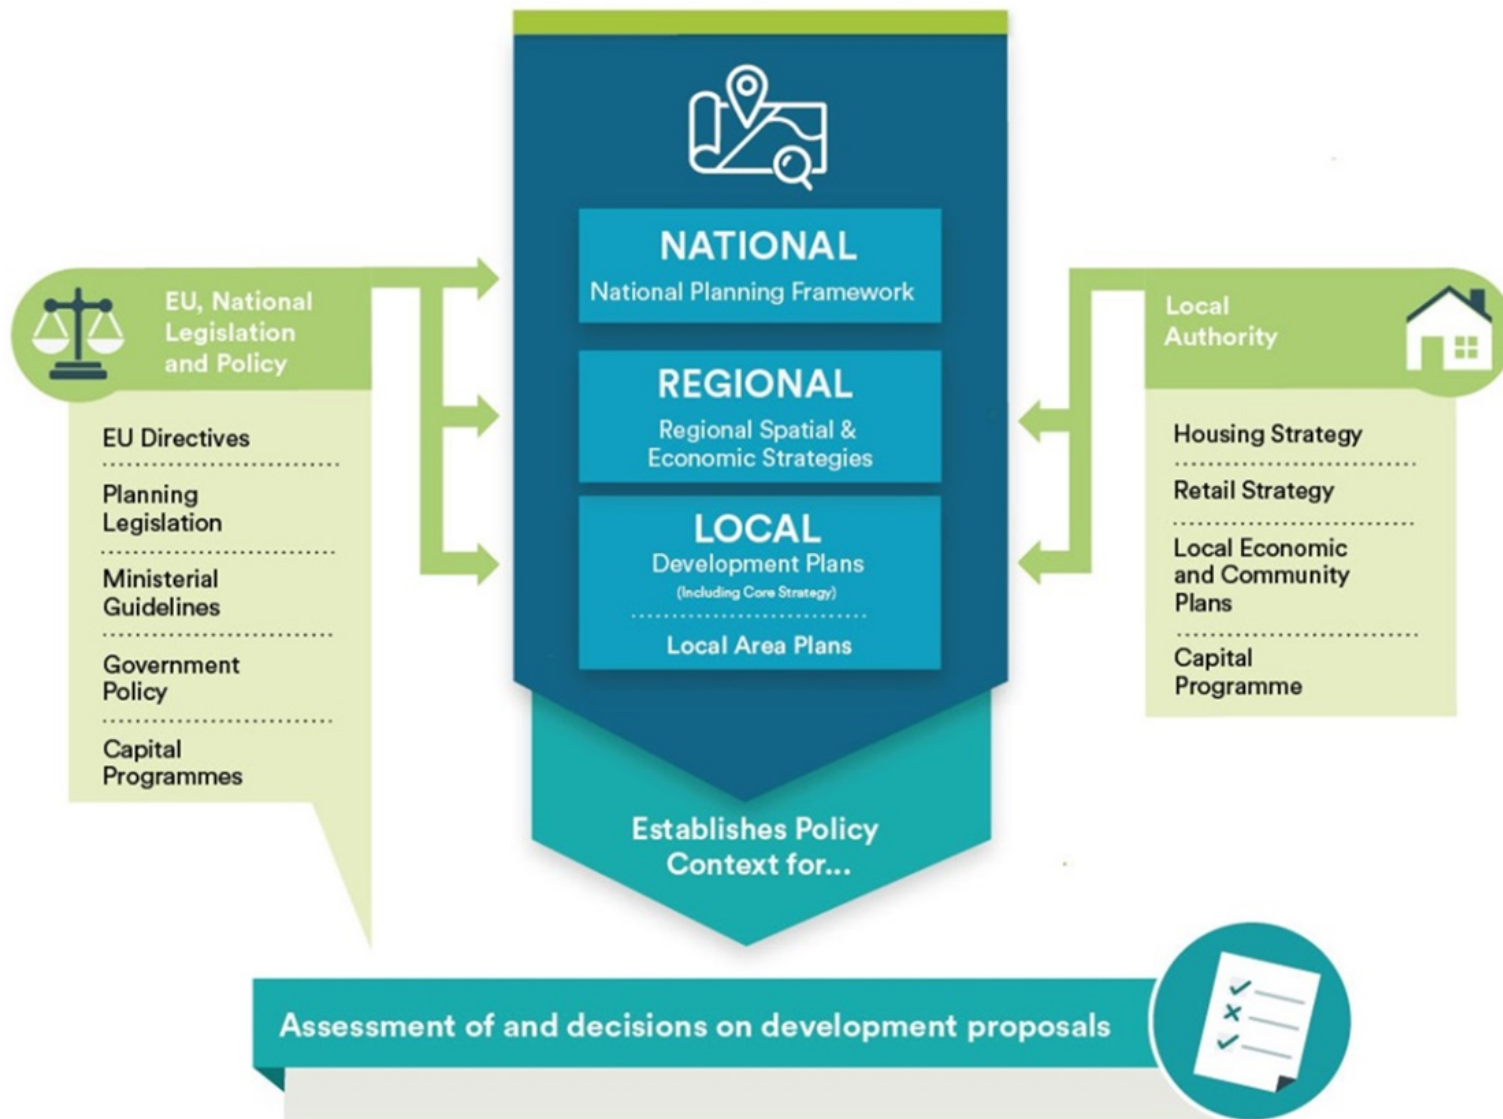 NATIONAL
National Planning Framework
REGIONAL
Regional Spatial &
Economic Strategies
LOCAL
Development Plans
(Including Core Strategy)
Local Area Plans
EU, National
Legislation
and Policy
EU Directives
Planning
Legislation
Ministerial
Guidelines
Government
Policy
Capital
Programmes
Local
Authority
Housing Strategy
Retail Strategy
Local Economic
and Community
Plans
Capital
Programme
Establishes Policy
Context for...
Assessment of and decisions on development proposals